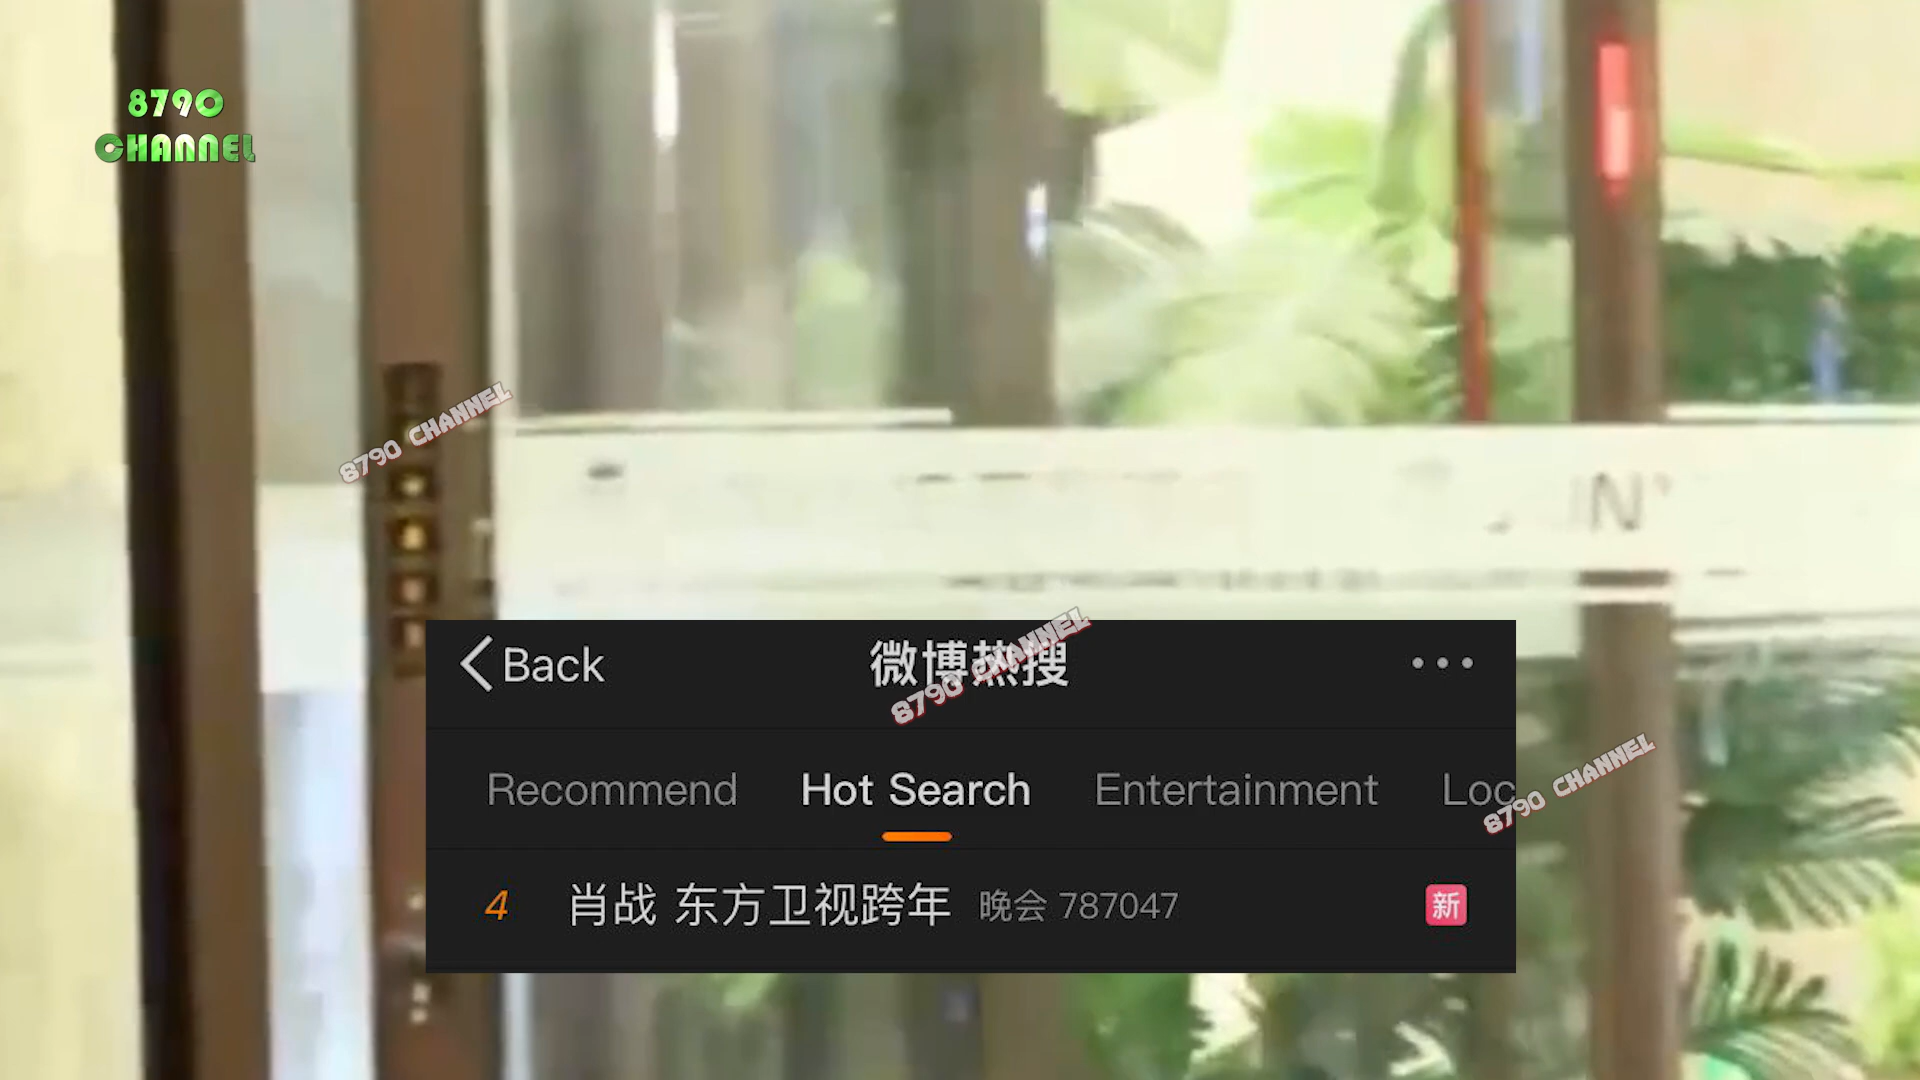 8790
CHANNEL
8790 CHANNEL
Back
微博热搜
8790 CHANNEL
Recommend
Hot Search
Entertainment
Loc
8790 CHANNEL
4 肖战 东方卫视跨年 晚会 787047 新